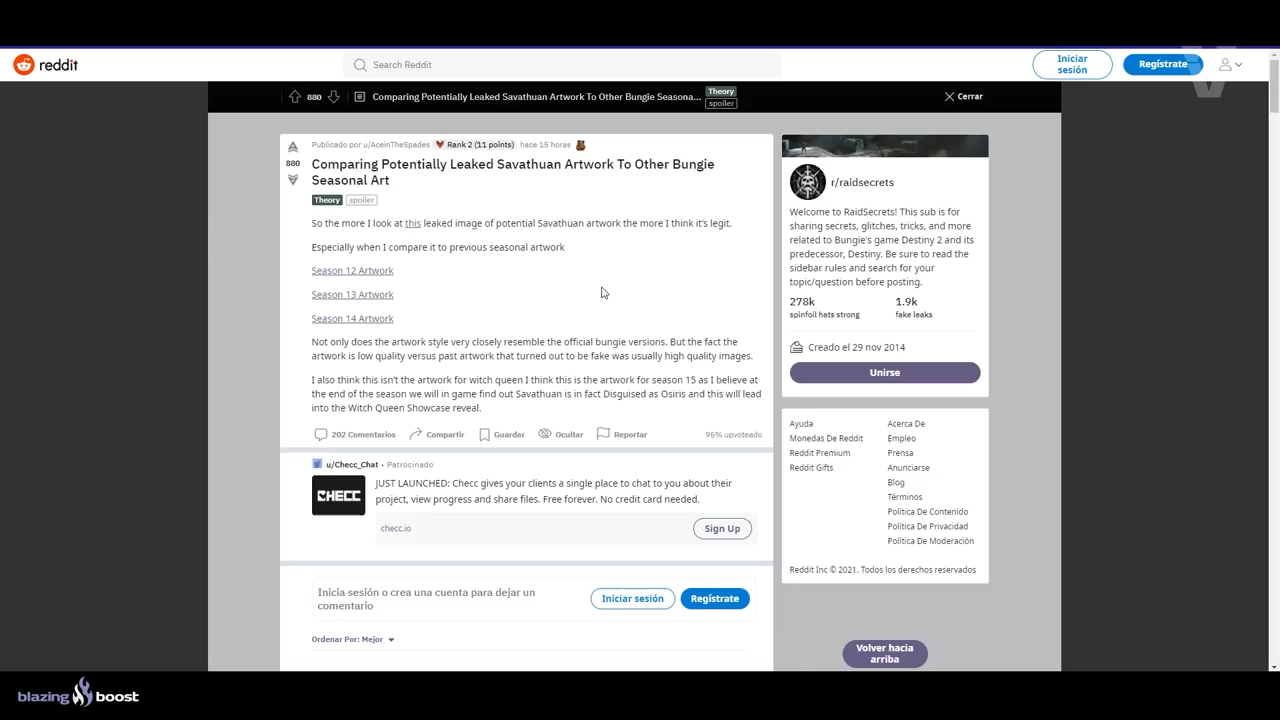 reddit
Search Reddit
Iniciar
sesión
Regístrate
880
Comparing Potentially Leaked Savathuan Artwork To Other Bungie Seasona...
Theory
spoiler
Cerrar
Publicado por u/AceinTheSpades Rank 2 (11 points) hace 15 horas
880
Comparing Potentially Leaked Savathuan Artwork To Other Bungie
Seasonal Art
Theory spoiler
So the more I look at this leaked image of potential Savathuan artwork the more I think it's legit.
Especially when I compare it to previous seasonal artwork
Season 12 Artwork
Season 13 Artwork
Season 14 Artwork
Not only does the artwork style very closely resemble the official bungie versions. But the fact the
artwork is low quality versus past artwork that turned out to be fake was usually high quality images.
I also think this isn't the artwork for witch queen I think this is the artwork for season 15 as I believe at
the end of the season we will in game find out Savathuan is in fact Disguised as Osiris and this will lead
into the Witch Queen Showcase reveal.
202 Comentarios Compartir Guardar Ocultar Reportar 95% upvoteado
u/Checc_Chat • Patrocinado
CHECC
JUST LAUNCHED: Checc gives your clients a single place to chat to you about their
project, view progress and share files. Free forever. No credit card needed.
checc.io
Sign Up
Inicia sesión o crea una cuenta para dejar un
comentario
Iniciar sesión
Regístrate
Ordenar Por: Mejor
r/raidsecrets
Welcome to RaidSecrets! This sub is for
sharing secrets, glitches, tricks, and more
related to Bungie's game Destiny 2 and its
predecessor, Destiny. Be sure to read the
sidebar rules and search for your
topic/question before posting.
278k 1.9k
spinfoil hats strong fake leaks
Creado el 29 nov 2014
Unirse
Ayuda Acerca De
Monedas De Reddit Empleo
Reddit Premium Prensa
Reddit Gifts Anunciarse
Blog
Términos
Política De Contenido
Política De Privacidad
Política De Moderación
Reddit Inc © 2021. Todos los derechos reservados
Volver hacia
arriba
blazing boost